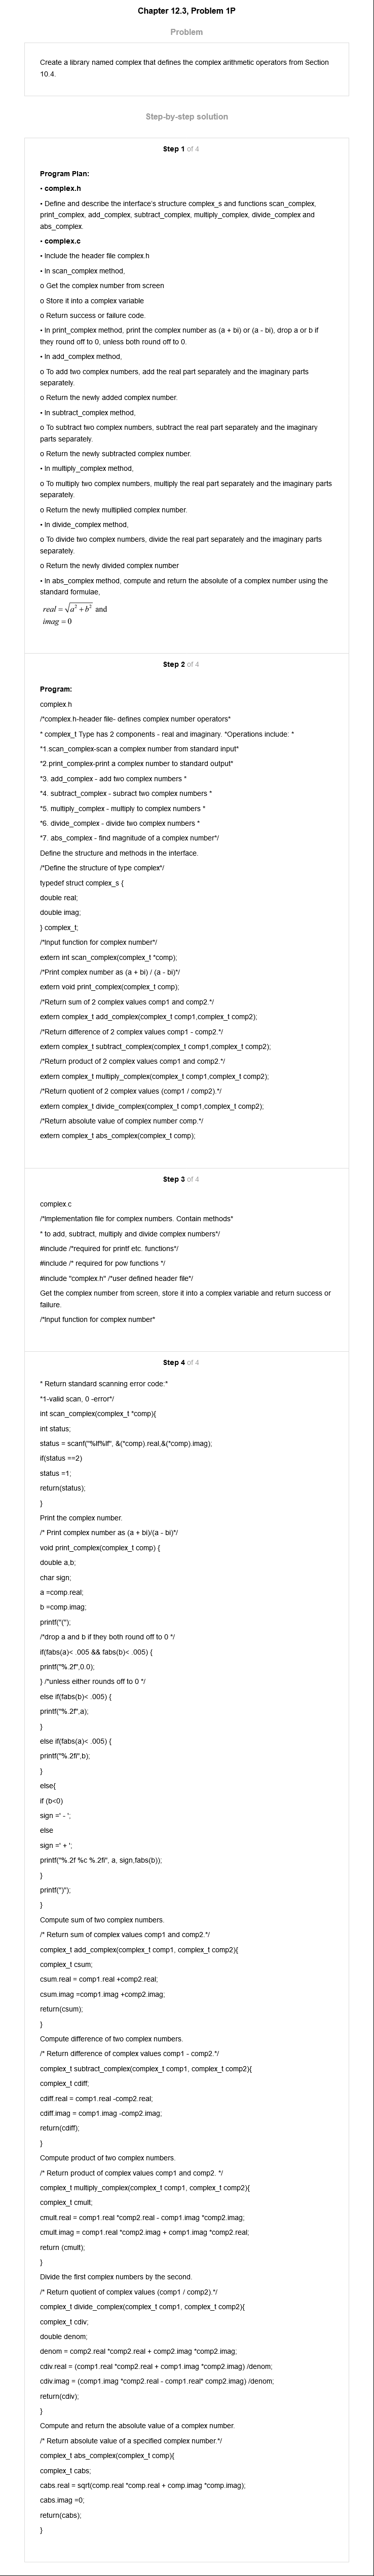 Chapter 12.3, Problem 1P
Problem
Create a library named complex that defines the complex arithmetic operators from Section
10.4.
Step-by-step solution
Step 1 of 4
Program Plan:
• complex.h
• Define and describe the interface's structure complex_s and functions scan_complex,
print_complex, add_complex, subtract_complex, multiply_complex, divide_complex and
abs_complex.
• complex.c
• Include the header file complex.h
• In scan_complex method,
o Get the complex number from screen
o Store it into a complex variable
o Return success or failure code.
• In print_complex method, print the complex number as (a + bi) or (a - bi), drop a or b if
they round off to 0, unless both round off to 0.
• In add_complex method,
o To add two complex numbers, add the real part separately and the imaginary parts
separately.
o Return the newly added complex number.
• In subtract_complex method,
o To subtract two complex numbers, subtract the real part separately and the imaginary
parts separately.
o Return the newly subtracted complex number.
• In multiply_complex method,
o To multiply two complex numbers, multiply the real part separately and the imaginary parts
separately.
o Return the newly multiplied complex number.
• In divide_complex method,
o To divide two complex numbers, divide the real part separately and the imaginary parts
separately.
o Return the newly divided complex number
• In abs_complex method, compute and return the absolute of a complex number using the
standard formulae,
real = √a² + b² and
imag = 0
Step 2 of 4
Program:
complex.h
/*complex.h-header file- defines complex number operators*
* complex_t Type has 2 components - real and imaginary. *Operations include: *
*1.scan_complex-scan a complex number from standard input*
*2.print_complex-print a complex number to standard output*
*3. add_complex - add two complex numbers *
*4. subtract_complex - subract two complex numbers *
*5. multiply_complex - multiply to complex numbers *
*6. divide_complex - divide two complex numbers *
*7. abs_complex - find magnitude of a complex number*/
Define the structure and methods in the interface.
/*Define the structure of type complex*/
typedef struct complex_s {
double real;
double imag;
} complex_t;
/*Input function for complex number*/
extern int scan_complex(complex_t *comp);
/*Print complex number as (a + bi) / (a - bi)*/
extern void print_complex(complex_t comp);
/*Return sum of 2 complex values comp1 and comp2.*/
extern complex_t add_complex(complex_t comp1,complex_t comp2);
/*Return difference of 2 complex values comp1 - comp2.*/
extern complex_t subtract_complex(complex_t comp1,complex_t comp2);
/*Return product of 2 complex values comp1 and comp2.*/
extern complex_t multiply_complex(complex_t comp1,complex_t comp2);
/*Return quotient of 2 complex values (comp1 / comp2).*/
extern complex_t divide_complex(complex_t comp1,complex_t comp2);
/*Return absolute value of complex number comp.*/
extern complex_t abs_complex(complex_t comp);
Step 3 of 4
complex.c
/*Implementation file for complex numbers. Contain methods*
* to add, subtract, multiply and divide complex numbers*/
#include /*required for printf etc. functions*/
#include /* required for pow functions */
#include "complex.h" /*user defined header file*/
Get the complex number from screen, store it into a complex variable and return success or
failure.
/*Input function for complex number*
Step 4 of 4
* Return standard scanning error code:*
*1-valid scan, 0 -error*/
int scan_complex(complex_t *comp){
int status;
status = scanf("%lf%lf", &(*comp).real,&(*comp).imag);
if(status ==2)
status =1;
return(status);
}
Print the complex number.
/* Print complex number as (a + bi)/(a - bi)*/
void print_complex(complex_t comp) {
double a,b;
char sign;
a =comp.real;
b =comp.imag;
printf("(");
/*drop a and b if they both round off to 0 */
if(fabs(a)< .005 && fabs(b)< .005) {
printf("%.2f",0.0);
} /*unless either rounds off to 0 */
else if(fabs(b)< .005) {
printf("%.2f",a);
}
else if(fabs(a)< .005) {
printf("%.2fi",b);
}
else{
if (b<0)
sign =' - ';
else
sign =' + ';
printf("%.2f %c %.2fi", a, sign,fabs(b));
}
printf(")");
}
Compute sum of two complex numbers.
/* Return sum of complex values comp1 and comp2.*/
complex_t add_complex(complex_t comp1, complex_t comp2){
complex_t csum;
csum.real = comp1.real +comp2.real;
csum.imag =comp1.imag +comp2.imag;
return(csum);
}
Compute difference of two complex numbers.
/* Return difference of complex values comp1 - comp2.*/
complex_t subtract_complex(complex_t comp1, complex_t comp2){
complex_t cdiff;
cdiff.real = comp1.real -comp2.real;
cdiff.imag = comp1.imag -comp2.imag;
return(cdiff);
}
Compute product of two complex numbers.
/* Return product of complex values comp1 and comp2. */
complex_t multiply_complex(complex_t comp1, complex_t comp2){
complex_t cmult;
cmult.real = comp1.real *comp2.real - comp1.imag *comp2.imag;
cmult.imag = comp1.real *comp2.imag + comp1.imag *comp2.real;
return (cmult);
}
Divide the first complex numbers by the second.
/* Return quotient of complex values (comp1 / comp2).*/
complex_t divide_complex(complex_t comp1, complex_t comp2){
complex_t cdiv;
double denom;
denom = comp2.real *comp2.real + comp2.imag *comp2.imag;
cdiv.real = (comp1.real *comp2.real + comp1.imag *comp2.imag) /denom;
cdiv.imag = (comp1.imag *comp2.real - comp1.real* comp2.imag) /denom;
return(cdiv);
}
Compute and return the absolute value of a complex number.
/* Return absolute value of a specified complex number.*/
complex_t abs_complex(complex_t comp){
complex_t cabs;
cabs.real = sqrt(comp.real *comp.real + comp.imag *comp.imag);
cabs.imag =0;
return(cabs);
}